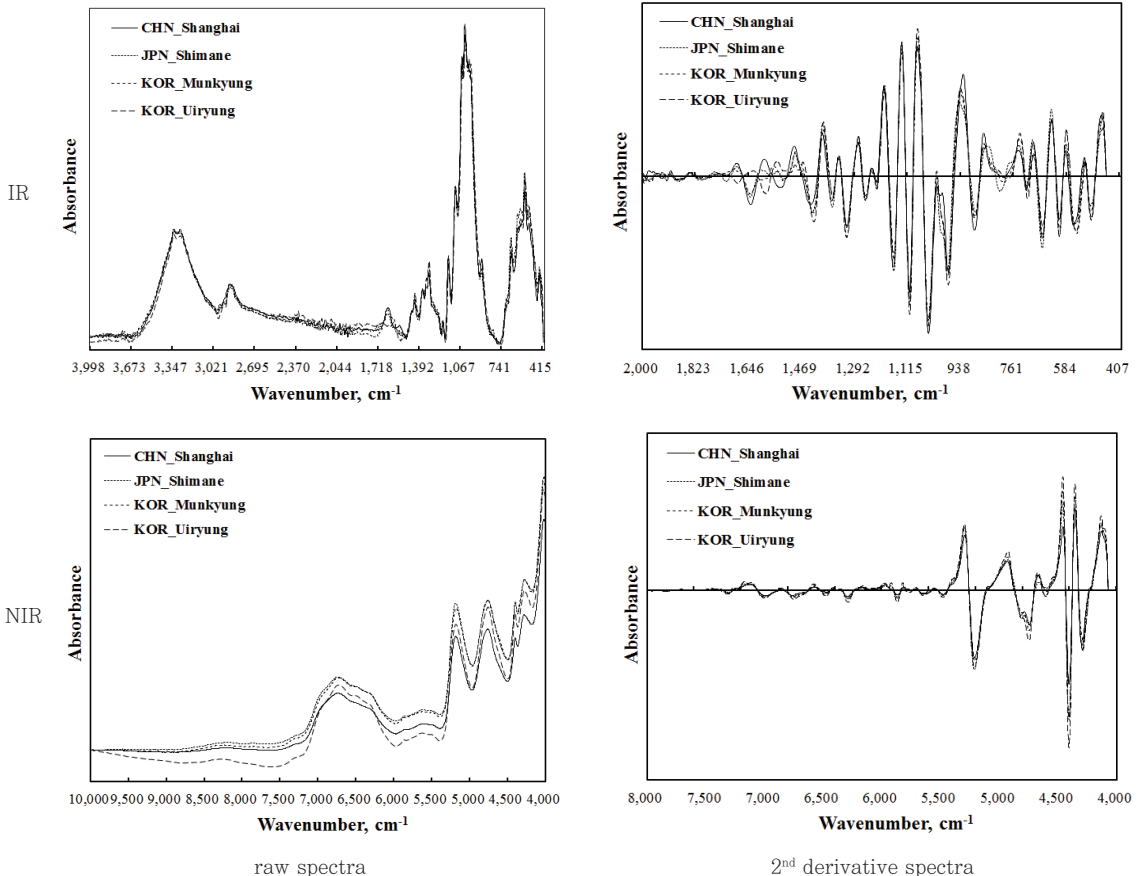 CHN_Shanghai
JPN_Shimane
KOR_Munkyung
KOR_Uiryung
Absorbance
3,998 3,673 3,347 3,021 2,695 2,370 2,044 1,718 1,392 1,067 741 415
Wavenumber, cm-1
CHN_Shanghai
JPN_Shimane
KOR_Munkyung
KOR_Uiryung
Absorbance
2,000 1,823 1,646 1,469 1,292 1,115 938 761 584 407
Wavenumber, cm-1
IR
CHN_Shanghai
JPN_Shimane
KOR_Munkyung
KOR_Uiryung
Absorbance
10,000 9,500 9,000 8,500 8,000 7,500 7,000 6,500 6,000 5,500 5,000 4,500 4,000
Wavenumber, cm-1
CHN_Shanghai
JPN_Shimane
KOR_Munkyung
KOR_Uiryung
Absorbance
8,000 7,500 7,000 6,500 6,000 5,500 5,000 4,500 4,000
Wavenumber, cm-1
NIR
raw spectra
2nd derivative spectra